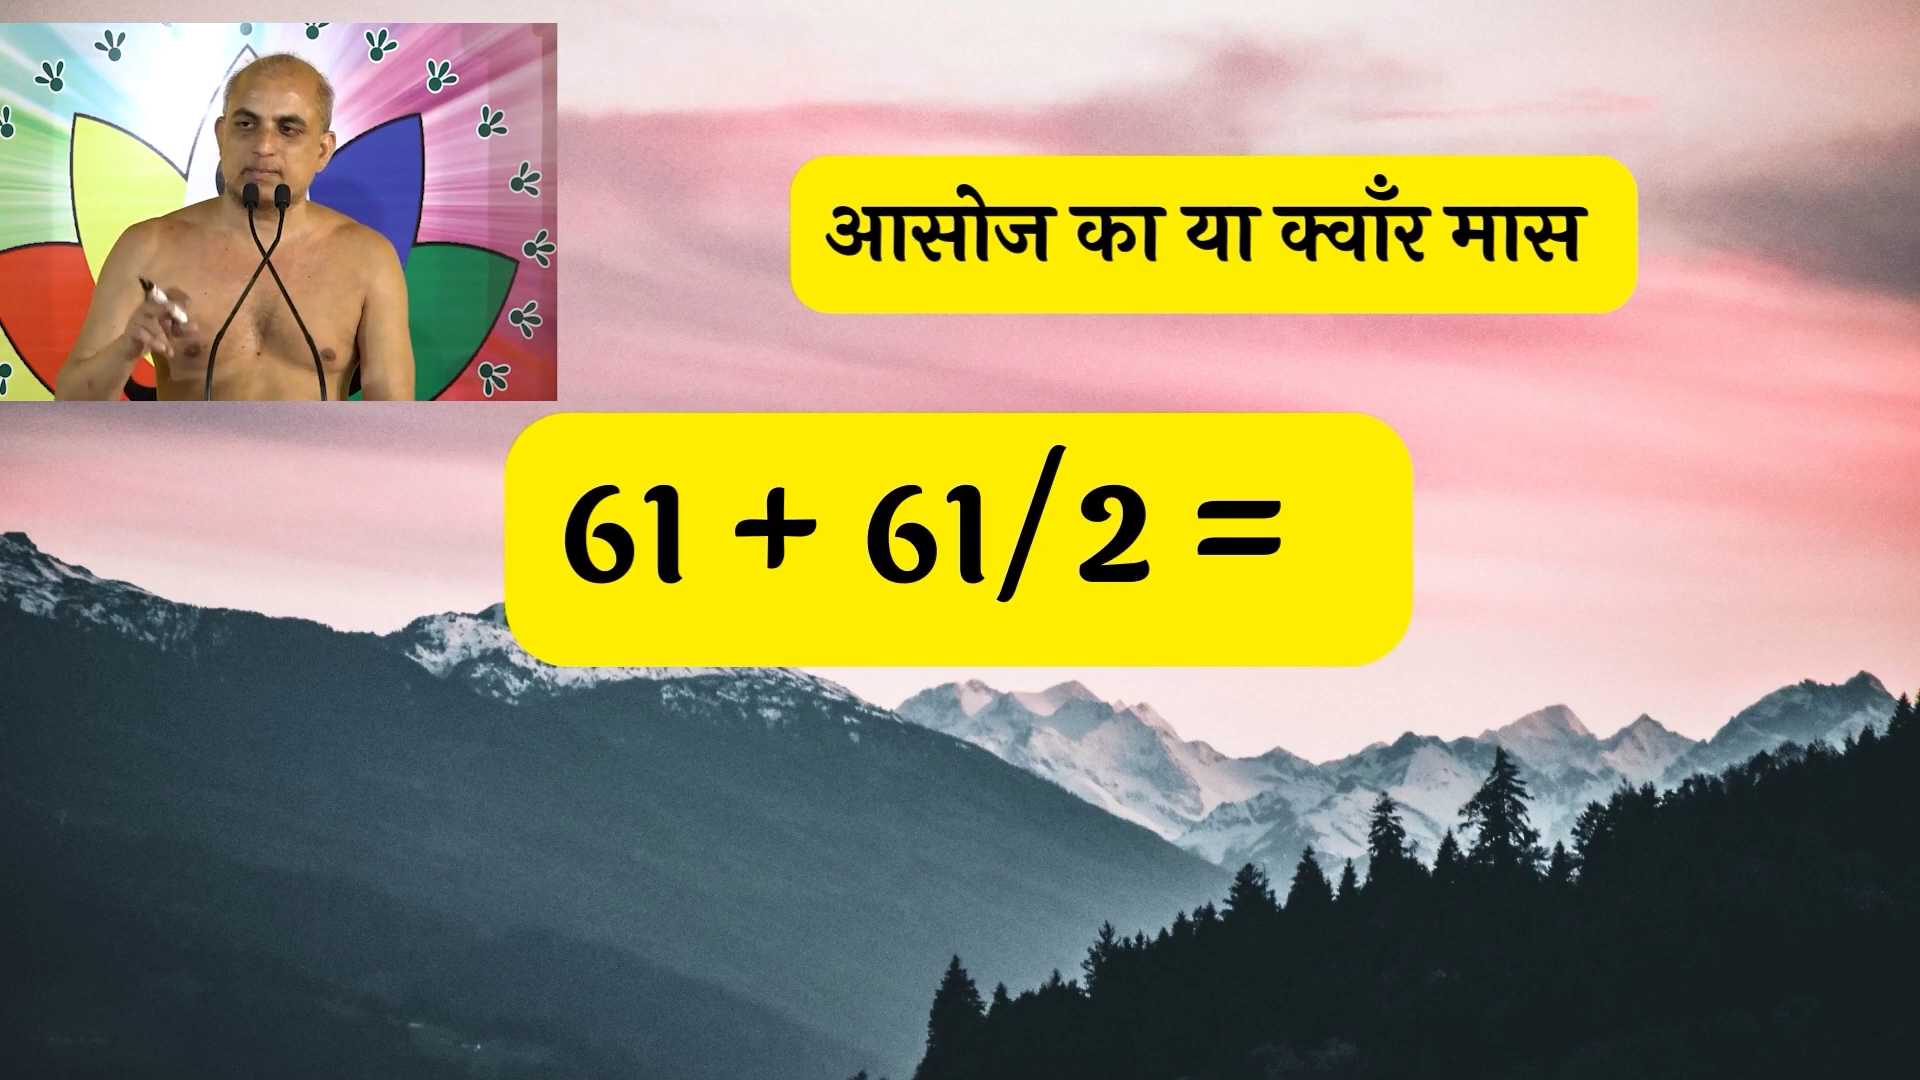 आसोज का या क्वाँर मास
61 + 61/2 =